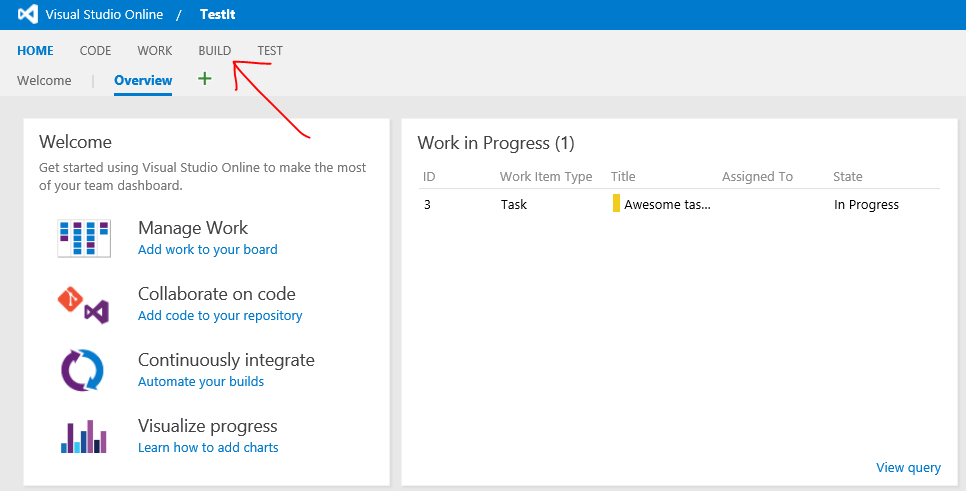 Visual Studio Online / TestIt
HOME CODE WORK BUILD TEST
Welcome | Overview +
Welcome
Get started using Visual Studio Online to make the most
of your team dashboard.
Manage Work
Add work to your board
Collaborate on code
Add code to your repository
Continuously integrate
Automate your builds
Visualize progress
Learn how to add charts
Work in Progress (1)
ID Work Item Type Title Assigned To State
3 Task Awesome tas... In Progress
View query